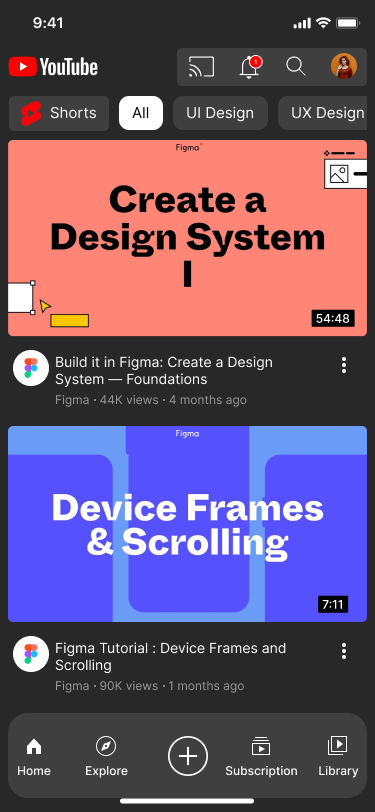 9:41
YouTube
1
Shorts
All
UI Design
UX Design
Figma
Create a
Design System
I
54:48
Build it in Figma: Create a Design
System — Foundations
Figma · 44K views · 4 months ago
Figma
Device Frames
& Scrolling
7:11
Figma Tutorial : Device Frames and
Scrolling
Figma · 90K views · 1 months ago
Home
Explore
Subscription
Library